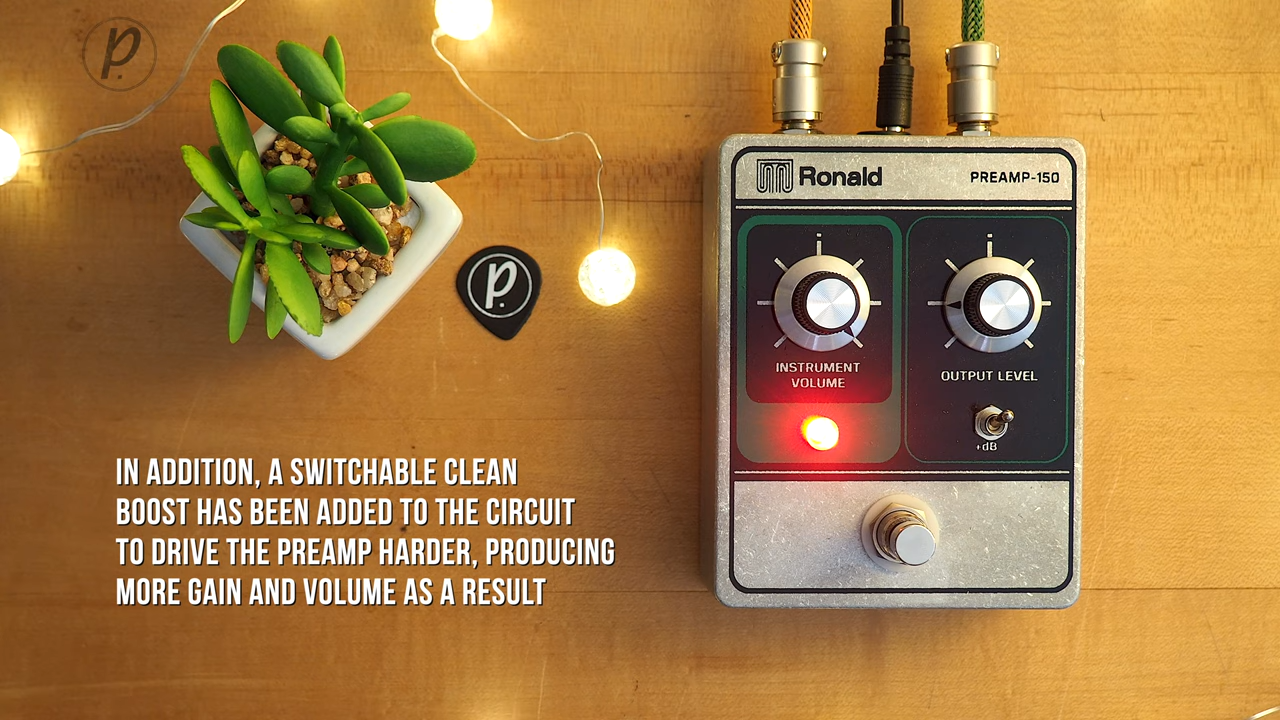 p.
p.
Ronald
PREAMP-150
INSTRUMENT
VOLUME
OUTPUT LEVEL
+dB
IN ADDITION, A SWITCHABLE CLEAN
BOOST HAS BEEN ADDED TO THE CIRCUIT
TO DRIVE THE PREAMP HARDER, PRODUCING
MORE GAIN AND VOLUME AS A RESULT